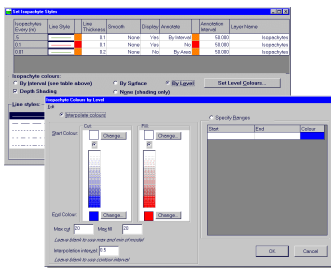 Set Isopachyte Styles
Isopachytes Every (m) Line Style Line Thickness Smooth Display Annotate Annotation Interval Layer Name
.5 0.1 None Yes By Interval 50.000 Isopachytes
0.1 0.1 None Yes No 50.000 Isopachytes
0.01 0.2 None No By Area 50.000 Isopachytes
Isopachyte colours:
By Interval (see table above) By Surface By Level Set Level Colours...
Depth Shading None (shading only)
Line styles:
Isopachyte Colours by Level
Interpolate colours Specify Ranges
Cut Fill
Start Colour: Change... Change...
Start End Colour
End Colour: Change... Change...
Max cut 20 Max fill 20
Leave blank to use max and min of model
Interpolation interval 0.5
Leave blank to use contour interval
OK Cancel